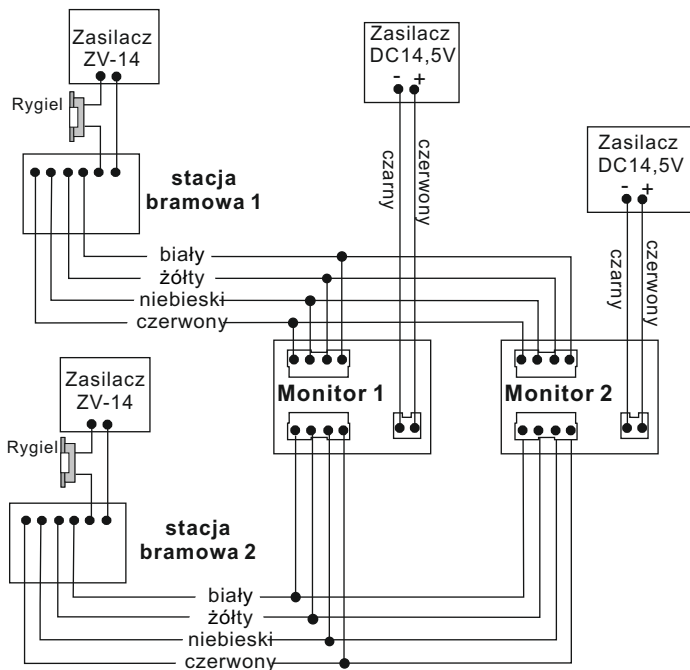 Zasilacz
ZV-14
Rygiel
stacja
bramowa 1
Zasilacz
DC14,5V
- +
czarny
czerwony
Zasilacz
DC14,5V
- +
czarny
czerwony
biały
żółty
niebieski
czerwony
Monitor 1
Monitor 2
Zasilacz
ZV-14
Rygiel
stacja
bramowa 2
biały
żółty
niebieski
czerwony